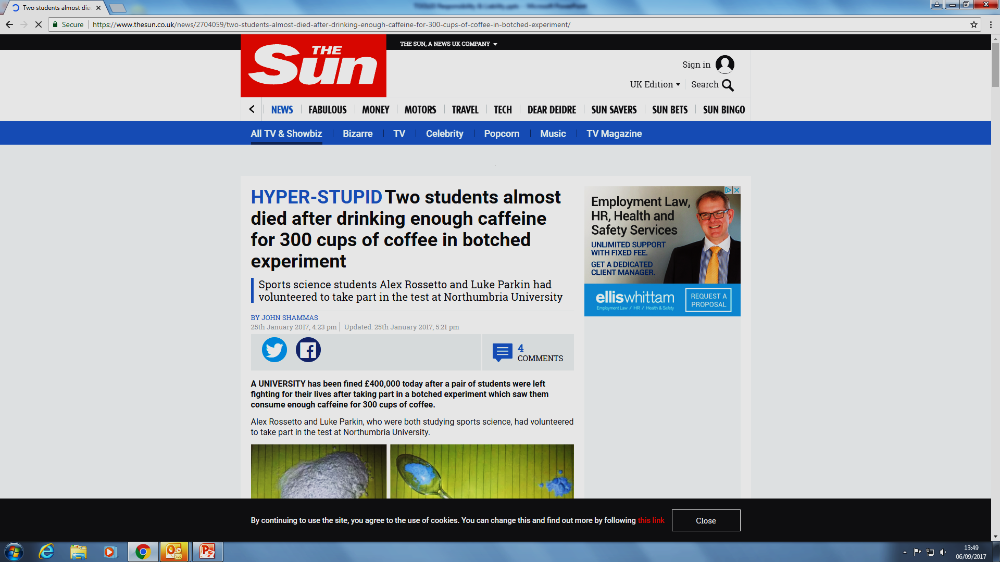 Two students almost die
Secure
https://www.thesun.co.uk/news/2704059/two-students-almost-died-after-drinking-enough-caffeine-for-300-cups-of-coffee-in-botched-experiment/
THE SUN, A NEWS UK COMPANY
THE
Sun
Sign in
UK Edition
Search
NEWS FABULOUS MONEY MOTORS TRAVEL TECH DEAR DEIDRE SUN SAVERS SUN BETS SUN BINGO
All TV & Showbiz Bizarre TV Celebrity Popcorn Music TV Magazine
HYPER-STUPID Two students almost
died after drinking enough caffeine
for 300 cups of coffee in botched
experiment
Sports science students Alex Rossetto and Luke Parkin had
volunteered to take part in the test at Northumbria University
BY JOHN SHAMMAS
25th January 2017, 4:23 pm | Updated: 25th January 2017, 5:21 pm
4
COMMENTS
A UNIVERSITY has been fined £400,000 today after a pair of students were left
fighting for their lives after taking part in a botched experiment which saw them
consume enough caffeine for 300 cups of coffee.
Alex Rossetto and Luke Parkin, who were both studying sports science, had volunteered
to take part in the test at Northumbria University.
Employment Law,
HR, Health and
Safety Services
UNLIMITED SUPPORT
WITH FIXED FEE.
GET A DEDICATED
CLIENT MANAGER.
elliswhittam
Employment Law / HR / Health & Safety
REQUEST A
PROPOSAL
By continuing to use the site, you agree to the use of cookies. You can change this and find out more by following this link
Close
13:49
06/09/2017